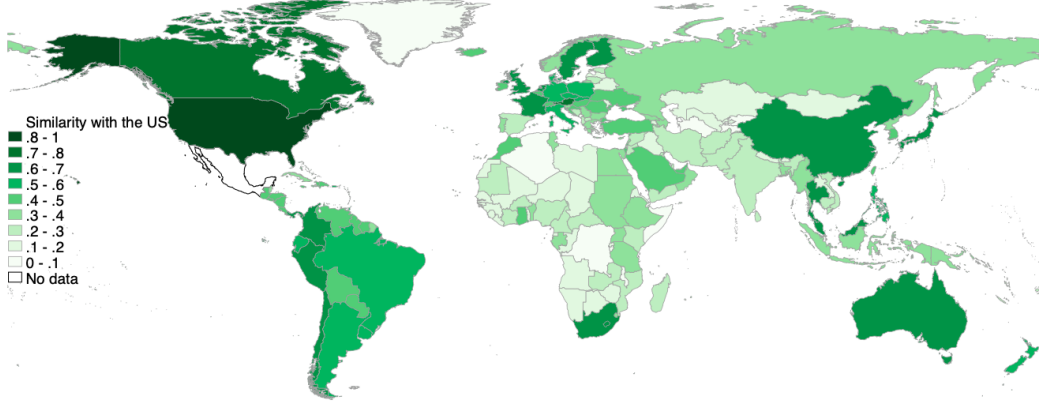 Similarity with the US
.8 - 1
.7 - .8
.6 - .7
.5 - .6
.4 - .5
.3 - .4
.2 - .3
.1 - .2
0 - .1
No data